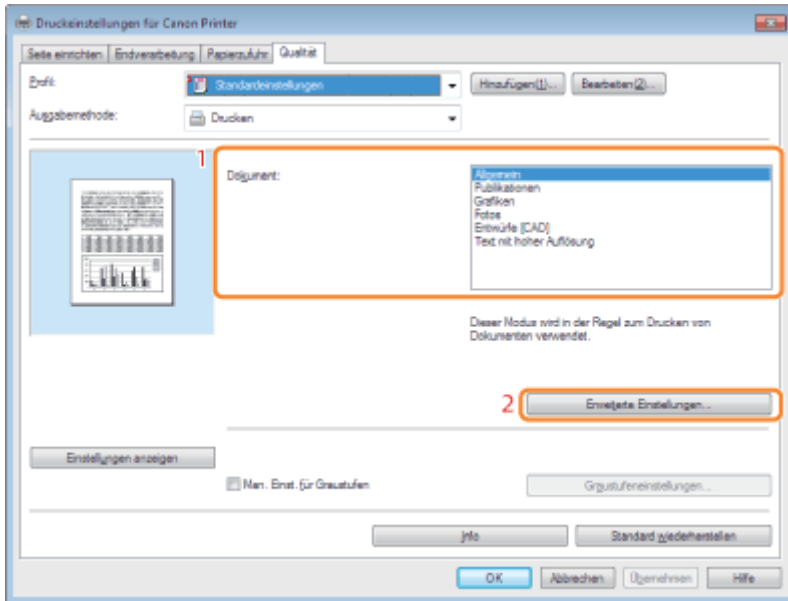 Druckeinstellungen für Canon Printer
Seite einrichten Endverarbeitung Papierzufuhr Qualität
Profil: Standardeinstellungen Hinzufügen(1)... Bearbeiten(2)...
Ausgabemethode: Drucken
1
Dokument: Allgemein
Publikationen
Grafiken
Fotos
Entwürfe [CAD]
Text mit hoher Auflösung
Dieser Modus wird in der Regel zum Drucken von
Dokumenten verwendet.
2 Erweiterte Einstellungen...
Einstellungen anzeigen
Man. Einst. für Graustufen Graustufeneinstellungen...
Info Standard wiederherstellen
OK Abbrechen Übernehmen Hilfe